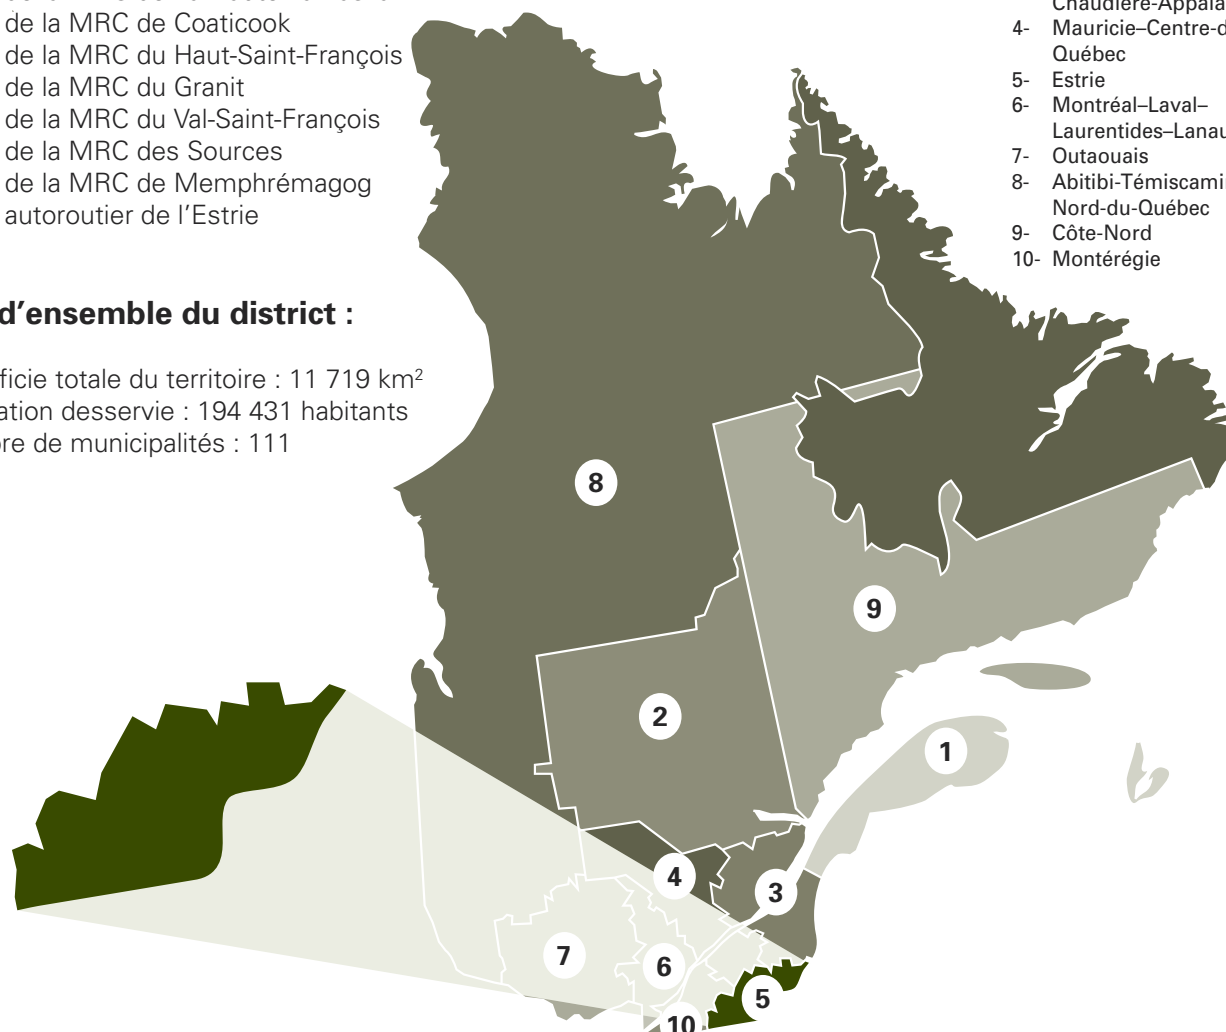 de la MRC de Coaticook
de la MRC du Haut-Saint-François
de la MRC du Granit
de la MRC du Val-Saint-François
de la MRC des Sources
de la MRC de Memphrémagog
autoroutier de l’Estrie
d’ensemble du district :
ficie totale du territoire : 11 719 km²
ation desservie : 194 431 habitants
re de municipalités : 111
Chaudière-Appala
4- Mauricie–Centre-d
Québec
5- Estrie
6- Montréal–Laval–
Laurentides–Lanau
7- Outaouais
8- Abitibi-Témiscami
Nord-du-Québec
9- Côte-Nord
10- Montérégie
8
9
2
1
4
3
7
6
5
10